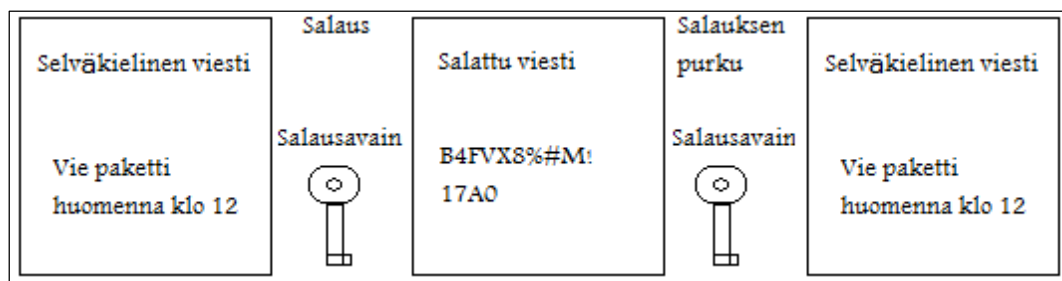 Selväkielinen viesti
Vie paketti
huomenna klo 12
Salaus
Salausavain
Salattu viesti
B4FVX8%#M!
17A0
Salauksen
purku
Salausavain
Selväkielinen viesti
Vie paketti
huomenna klo 12